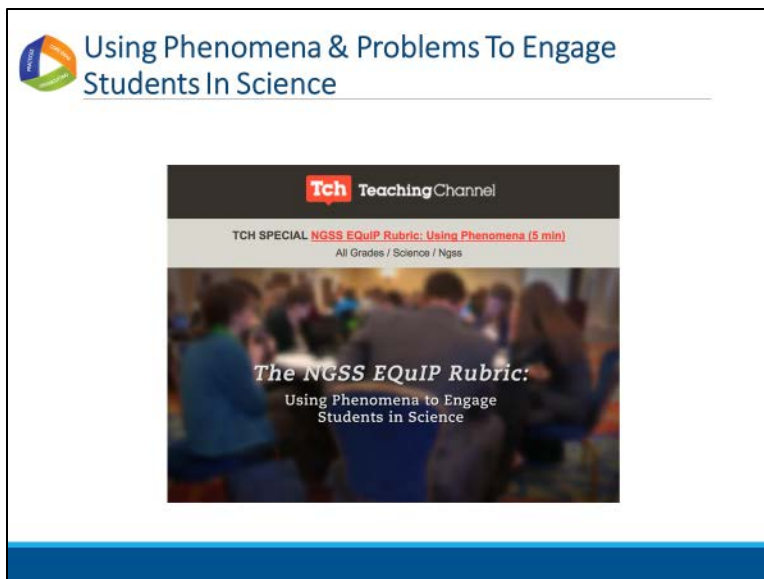 Using Phenomena & Problems To Engage
Students In Science
Tch TeachingChannel
TCH SPECIAL NGSS EQuIP Rubric: Using Phenomena (5 min)
All Grades / Science / Ngss
The NGSS EQuIP Rubric:
Using Phenomena to Engage
Students in Science